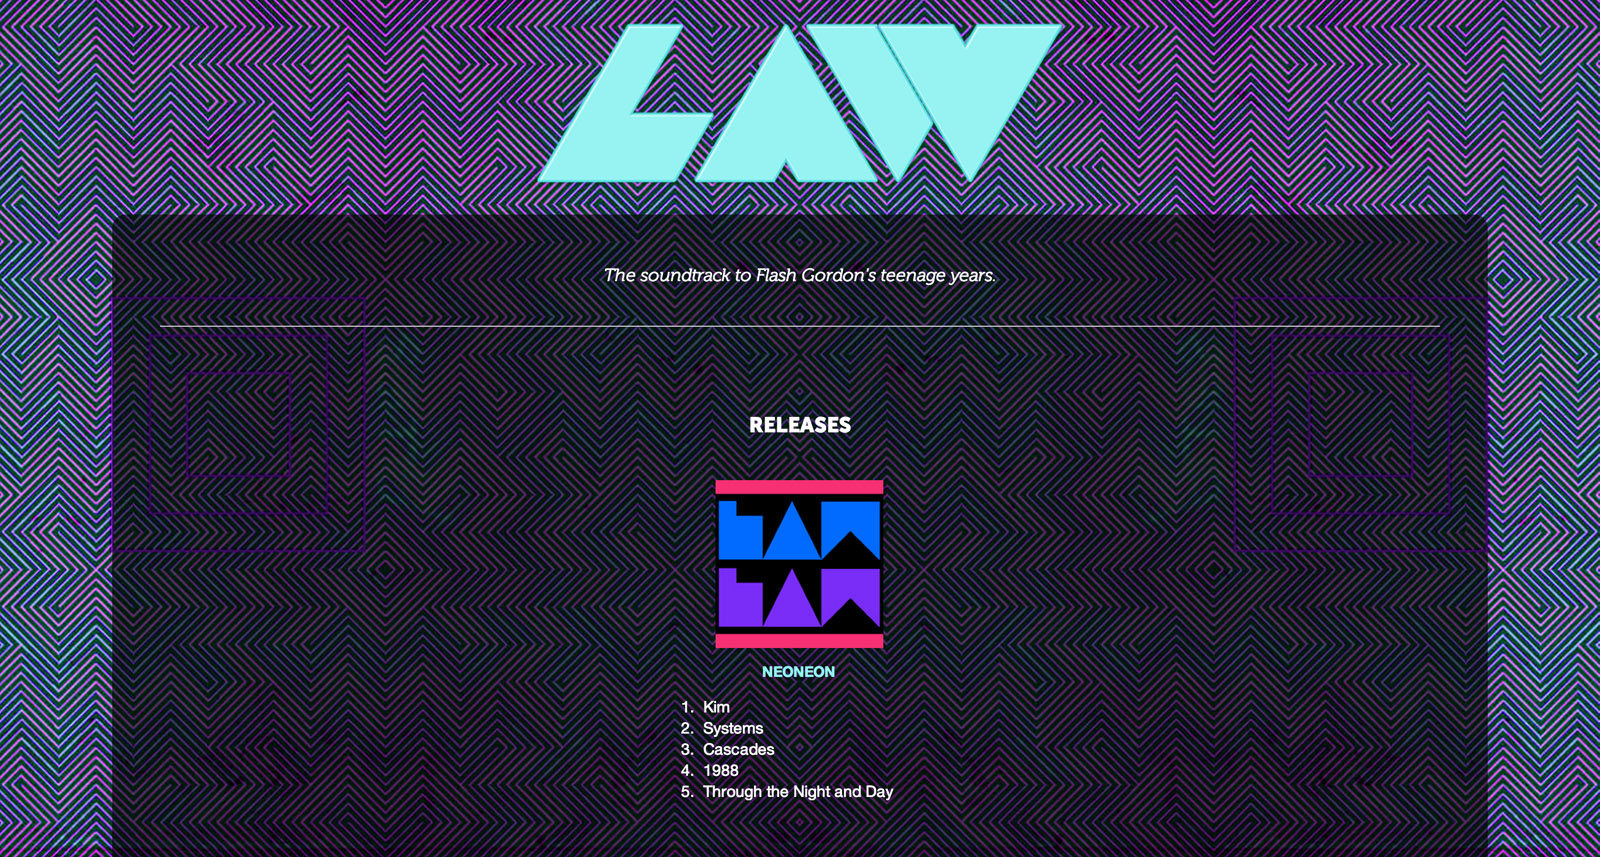 LAW
The soundtrack to Flash Gordon's teenage years.
RELEASES
LAW
LAW
NEONEON
1. Kim
2. Systems
3. Cascades
4. 1988
5. Through the Night and Day